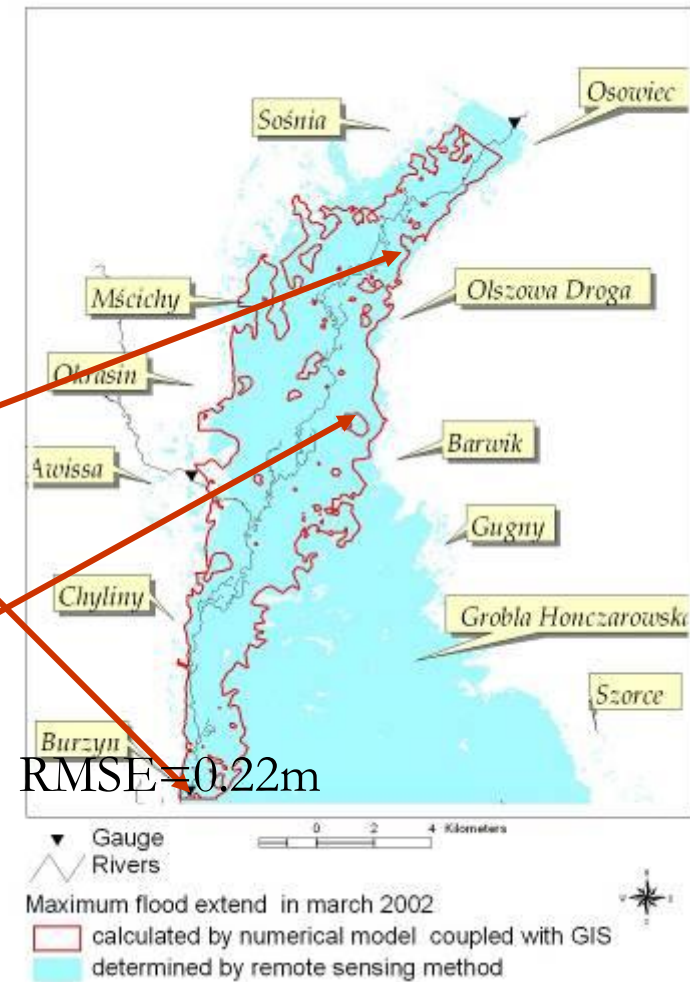 Osowiec
Sośnia
Mścichy
Olszowa Droga
Okrasin
Barwik
Awissa
Gugny
Chyliny
Grobla Honczarowska
Szorce
Burzyn
RMSE=0.22m
0 2 4 Kilometers
Gauge
Rivers
Maximum flood extend in march 2002
calculated by numerical model coupled with GIS
determined by remote sensing method